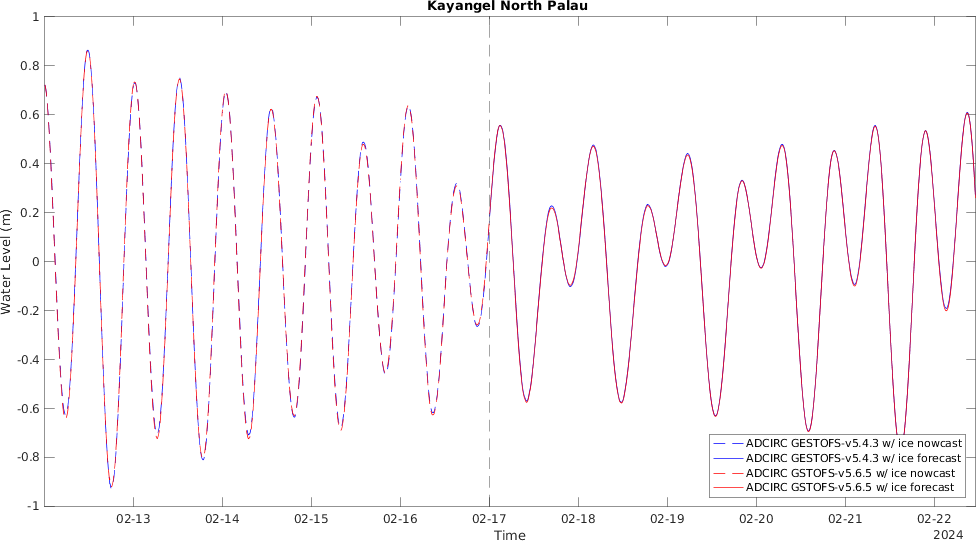 Kayangel North Palau
1
0.8
0.6
0.4
0.2
0
-0.2
-0.4
-0.6
-0.8
-1
Water Level (m)
02-13 02-14 02-15 02-16 02-17 02-18 02-19 02-20 02-21 02-22
2024
Time
ADCIRC GESTOFS-v5.4.3 w/ ice nowcast
ADCIRC GESTOFS-v5.4.3 w/ ice forecast
ADCIRC GSTOFS-v5.6.5 w/ ice nowcast
ADCIRC GSTOFS-v5.6.5 w/ ice forecast